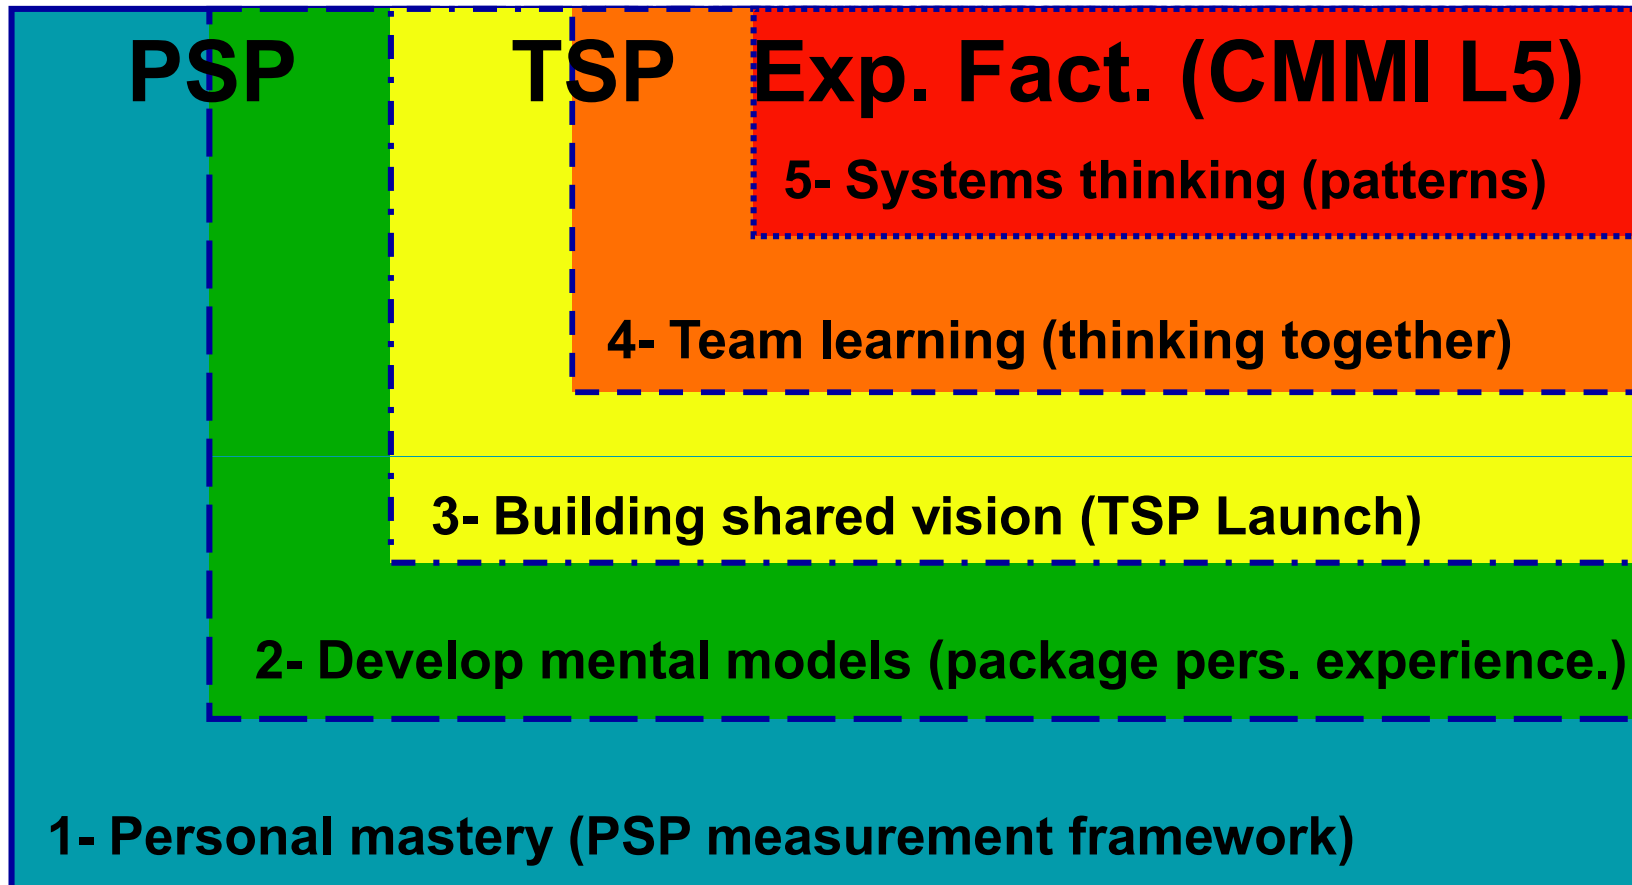 PSP TSP Exp. Fact. (CMMI L5)
5- Systems thinking (patterns)
4- Team learning (thinking together)
3- Building shared vision (TSP Launch)
2- Develop mental models (package pers. experience.)
1- Personal mastery (PSP measurement framework)